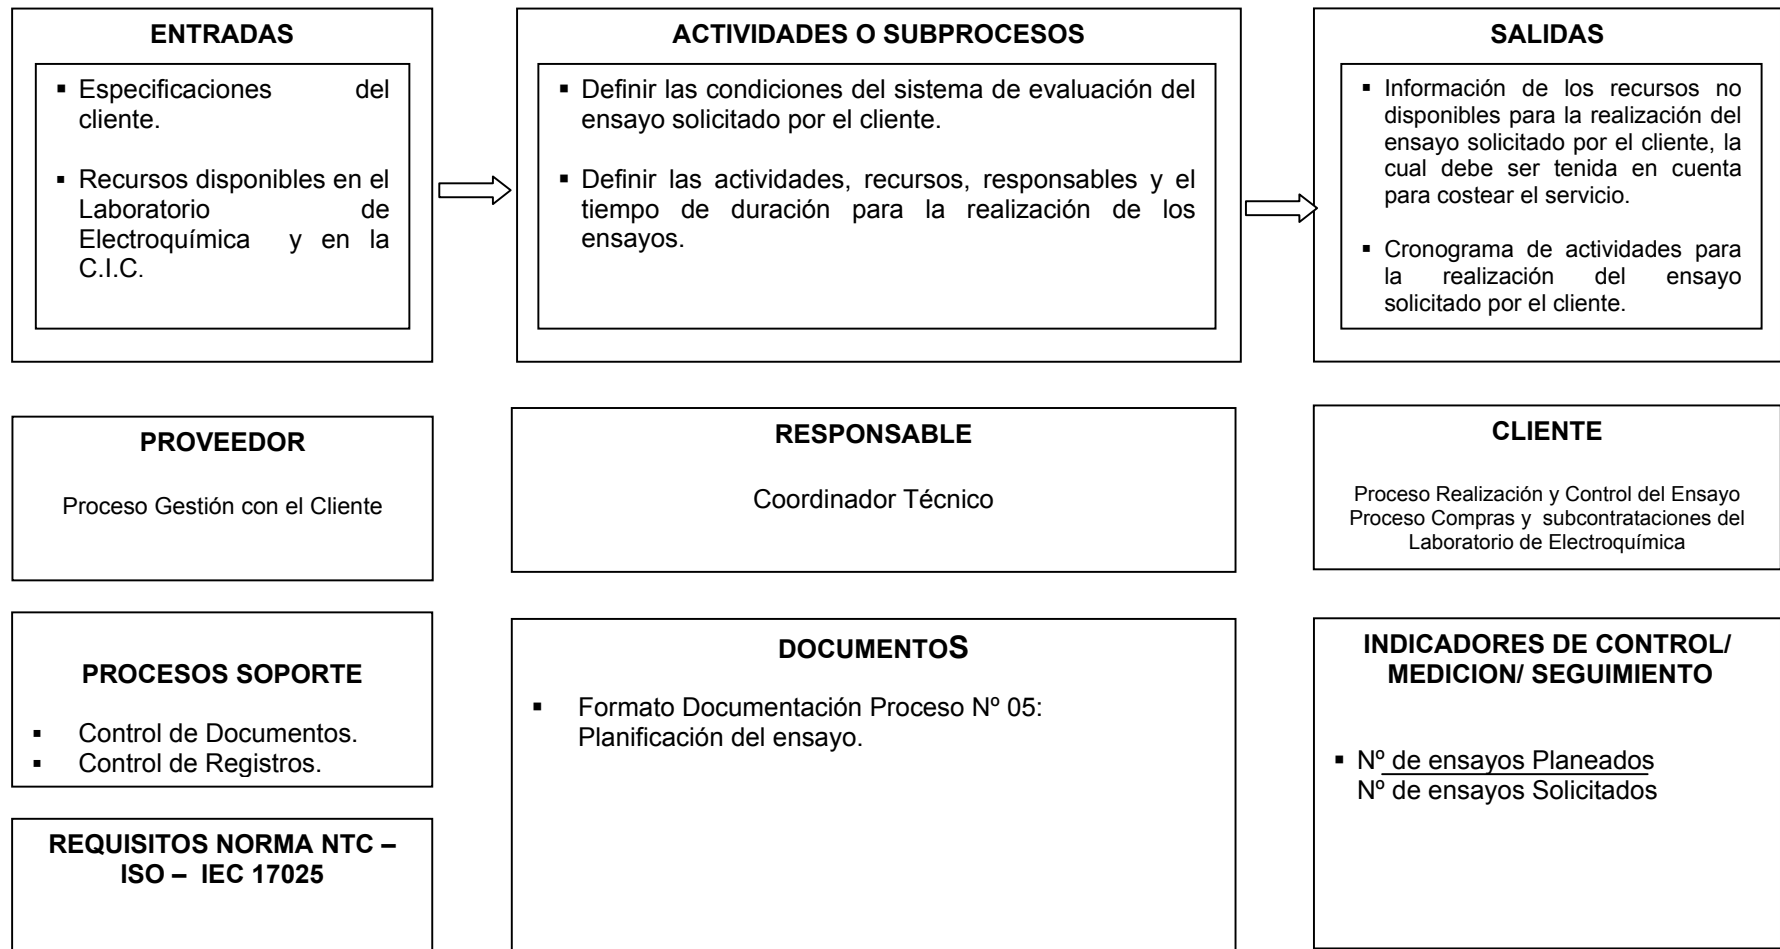 ENTRADAS
▪ Especificaciones del
cliente.
▪ Recursos disponibles en el
Laboratorio de
Electroquímica y en la
C.I.C.
ACTIVIDADES O SUBPROCESOS
▪ Definir las condiciones del sistema de evaluación del
ensayo solicitado por el cliente.
▪ Definir las actividades, recursos, responsables y el
tiempo de duración para la realización de los
ensayos.
SALIDAS
▪ Información de los recursos no
disponibles para la realización del
ensayo solicitado por el cliente, la
cual debe ser tenida en cuenta
para costear el servicio.
▪ Cronograma de actividades para
la realización del ensayo
solicitado por el cliente.
PROVEEDOR
Proceso Gestión con el Cliente
RESPONSABLE
Coordinador Técnico
CLIENTE
Proceso Realización y Control del Ensayo
Proceso Compras y subcontrataciones del
Laboratorio de Electroquímica
PROCESOS SOPORTE
▪ Control de Documentos.
▪ Control de Registros.
DOCUMENTOS
▪ Formato Documentación Proceso Nº 05:
Planificación del ensayo.
INDICADORES DE CONTROL/
MEDICION/ SEGUIMIENTO
▪ Nº de ensayos Planeados
Nº de ensayos Solicitados
REQUISITOS NORMA NTC –
ISO – IEC 17025